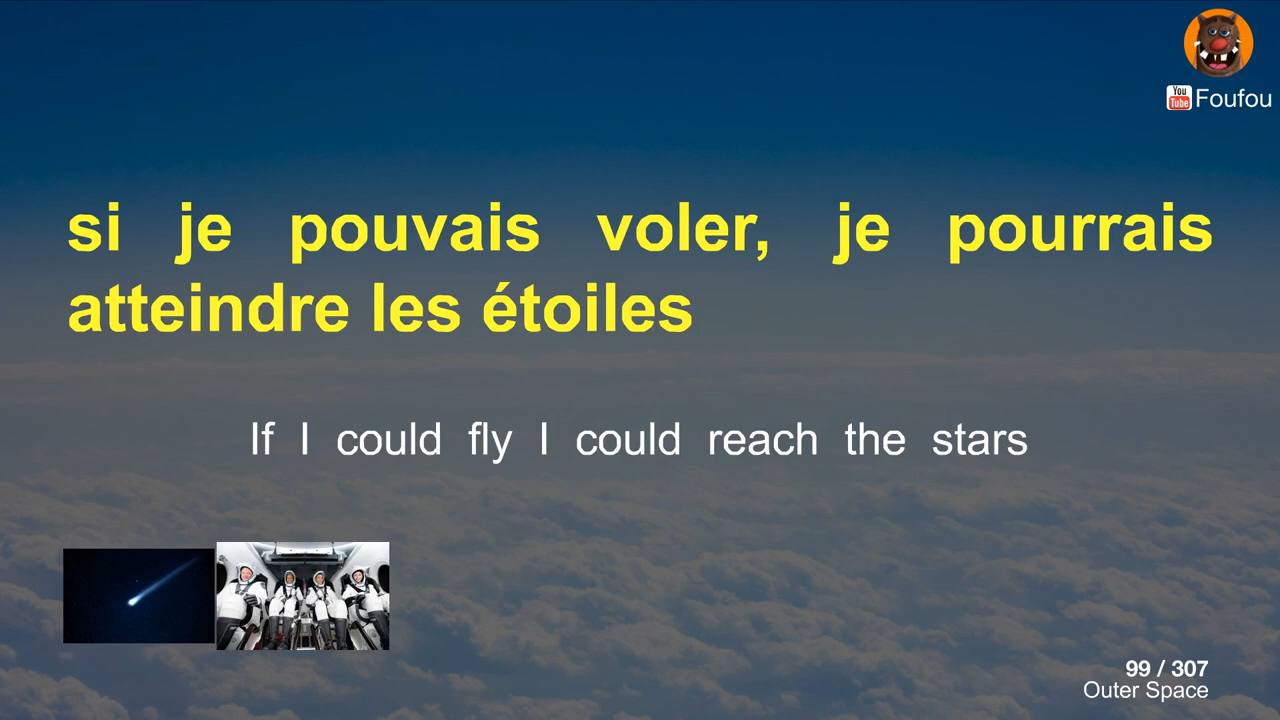 You
Tube
Foufou
si je pouvais voler, je pourrais
atteindre les étoiles
If I could fly I could reach the stars
99 / 307
Outer Space